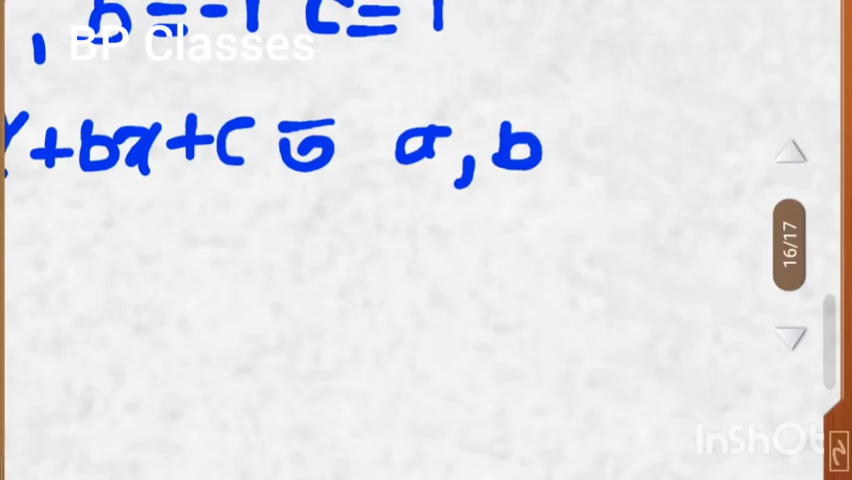 , b=-1 c=1
BP Classes
+bx+c ଓ a, b
16/17
InShOt